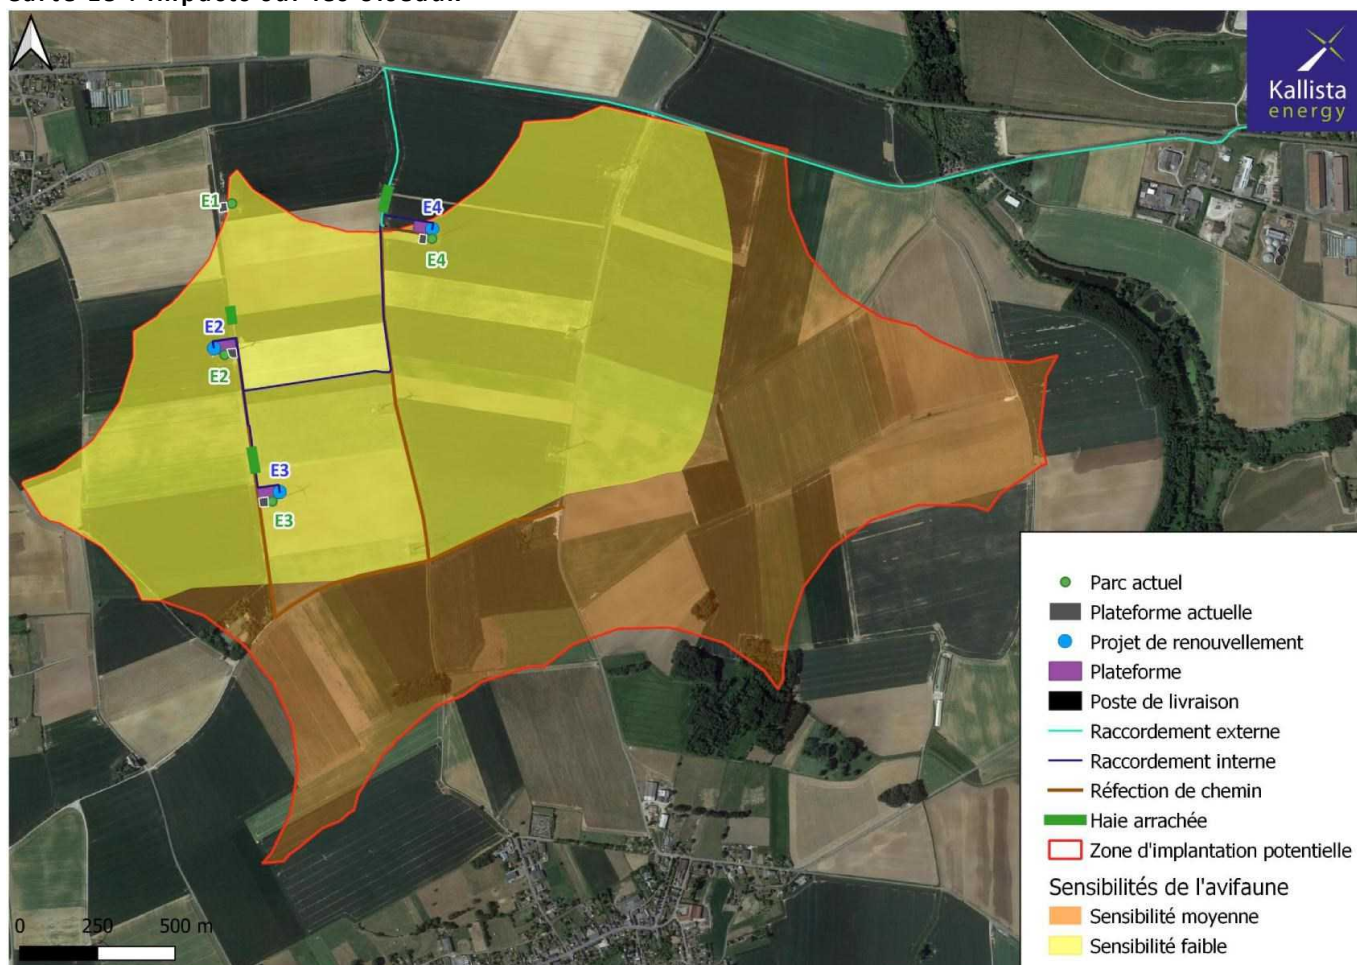 Kallista
energy
E1
E4
E4
E2
E2
E3
E3
Parc actuel
Plateforme actuelle
Projet de renouvellement
Plateforme
Poste de livraison
Raccordement externe
Raccordement interne
Réfection de chemin
Haie arrachée
Zone d'implantation potentielle
Sensibilités de l'avifaune
Sensibilité moyenne
Sensibilité faible
0 250 500 m